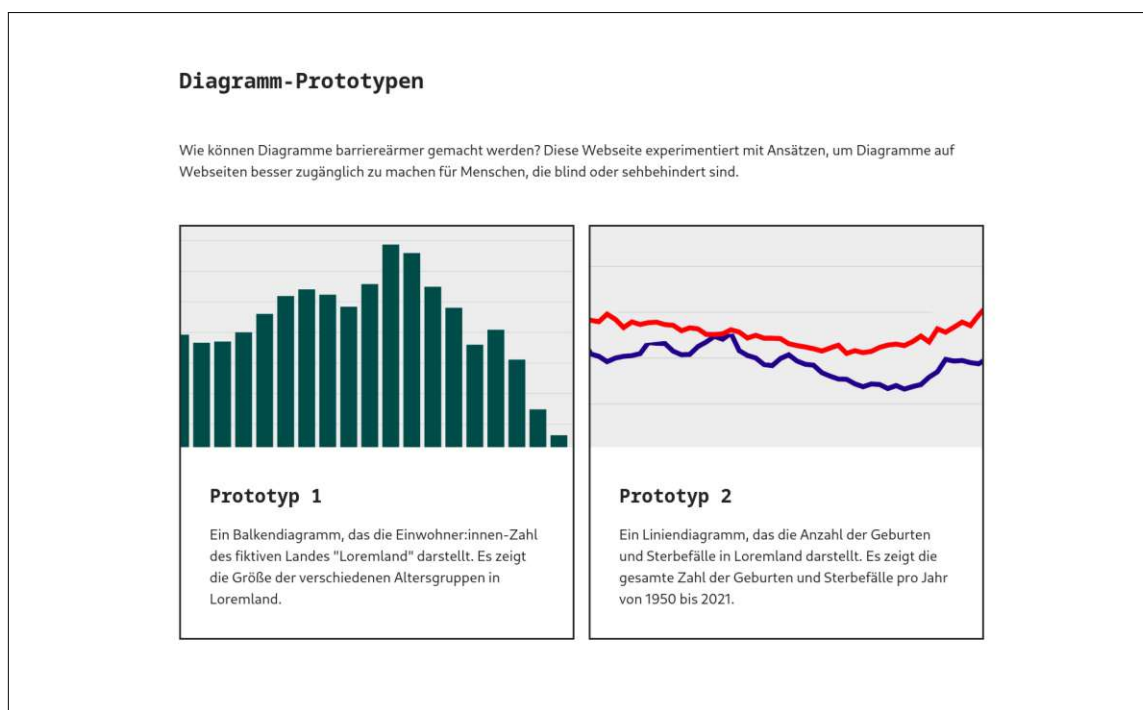 Diagramm-Prototypen
Wie können Diagramme barriereärmer gemacht werden? Diese Webseite experimentiert mit Ansätzen, um Diagramme auf
Webseiten besser zugänglich zu machen für Menschen, die blind oder sehbehindert sind.
Prototyp 1
Ein Balkendiagramm, das die Einwohner:innen-Zahl
des fiktiven Landes "Loremland" darstellt. Es zeigt
die Größe der verschiedenen Altersgruppen in
Loremland.
Prototyp 2
Ein Liniendiagramm, das die Anzahl der Geburten
und Sterbefälle in Loremland darstellt. Es zeigt die
gesamte Zahl der Geburten und Sterbefälle pro Jahr
von 1950 bis 2021.